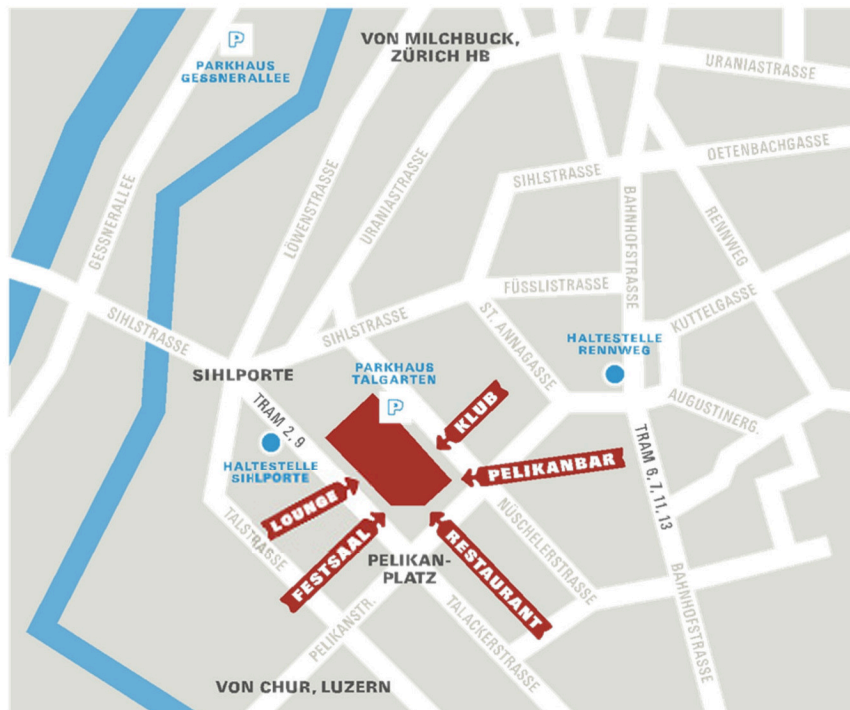 P
PARKHAUS
GESSNERALLEE
VON MILCHBUCK,
ZÜRICH HB
URANIASTRASSE
OETENBACHGASSE
SIHLSTRASSE
GESSNERALLEE
LÖWENSTRASSE
URANIASTRASSE
BAHNHOFSTRASSE
RENNWEG
FÜSSLISTRASSE
SIHLSTRASSE
SIHLSTRASSE
ST. ANNAGASSE
KUTTELGASSE
HALTESTELLE
RENNWEG
SIHLPORTE
PARKHAUS
TALGARTEN
P
KLUB
AUGUSTINERG.
TRAM 2, 9
HALTESTELLE
SIHLPORTE
PELIKANBAR
TRAM 6, 7, 11, 13
LOUNGE
TALSTRASSE
FESTSAAL
RESTAURANT
NÜSCHELERSTRASSE
PELIKAN-
PLATZ
PELIKANSTR.
TALACKERSTRASSE
BAHNHOFSTRASSE
VON CHUR, LUZERN